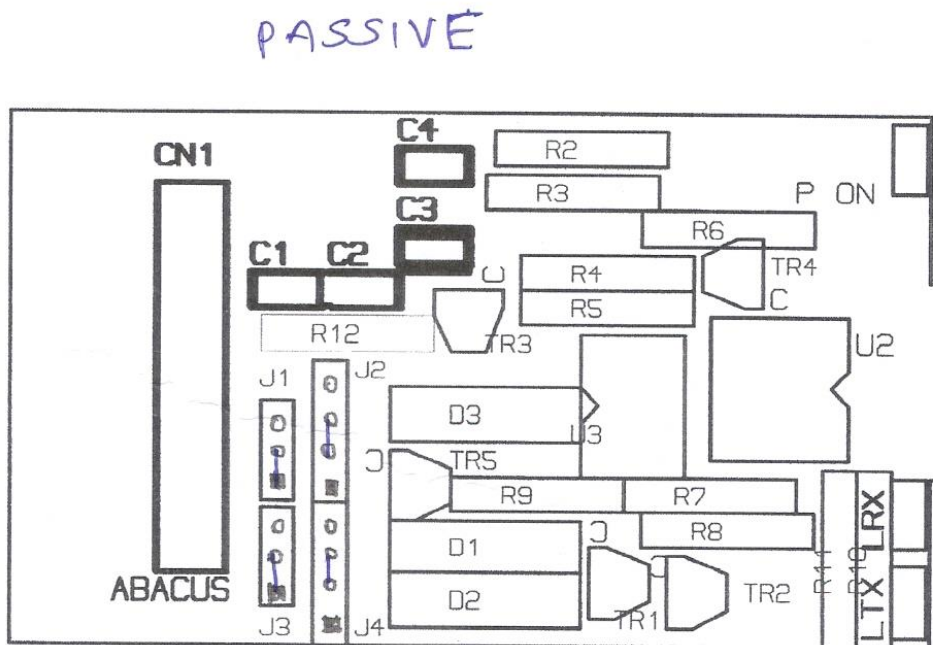 PASSIVE
C4
R2
CN1
R3
P ON
C3
R6
C1 C2
R4
TR4
C
C
R5
R12
TR3
U2
J1
J2
D3
U3
C
TR5
R9
R7
R8
LRX
D1
C
C
R11
R10
ABACUS
D2
TR1
TR2
LTX
J3
J4